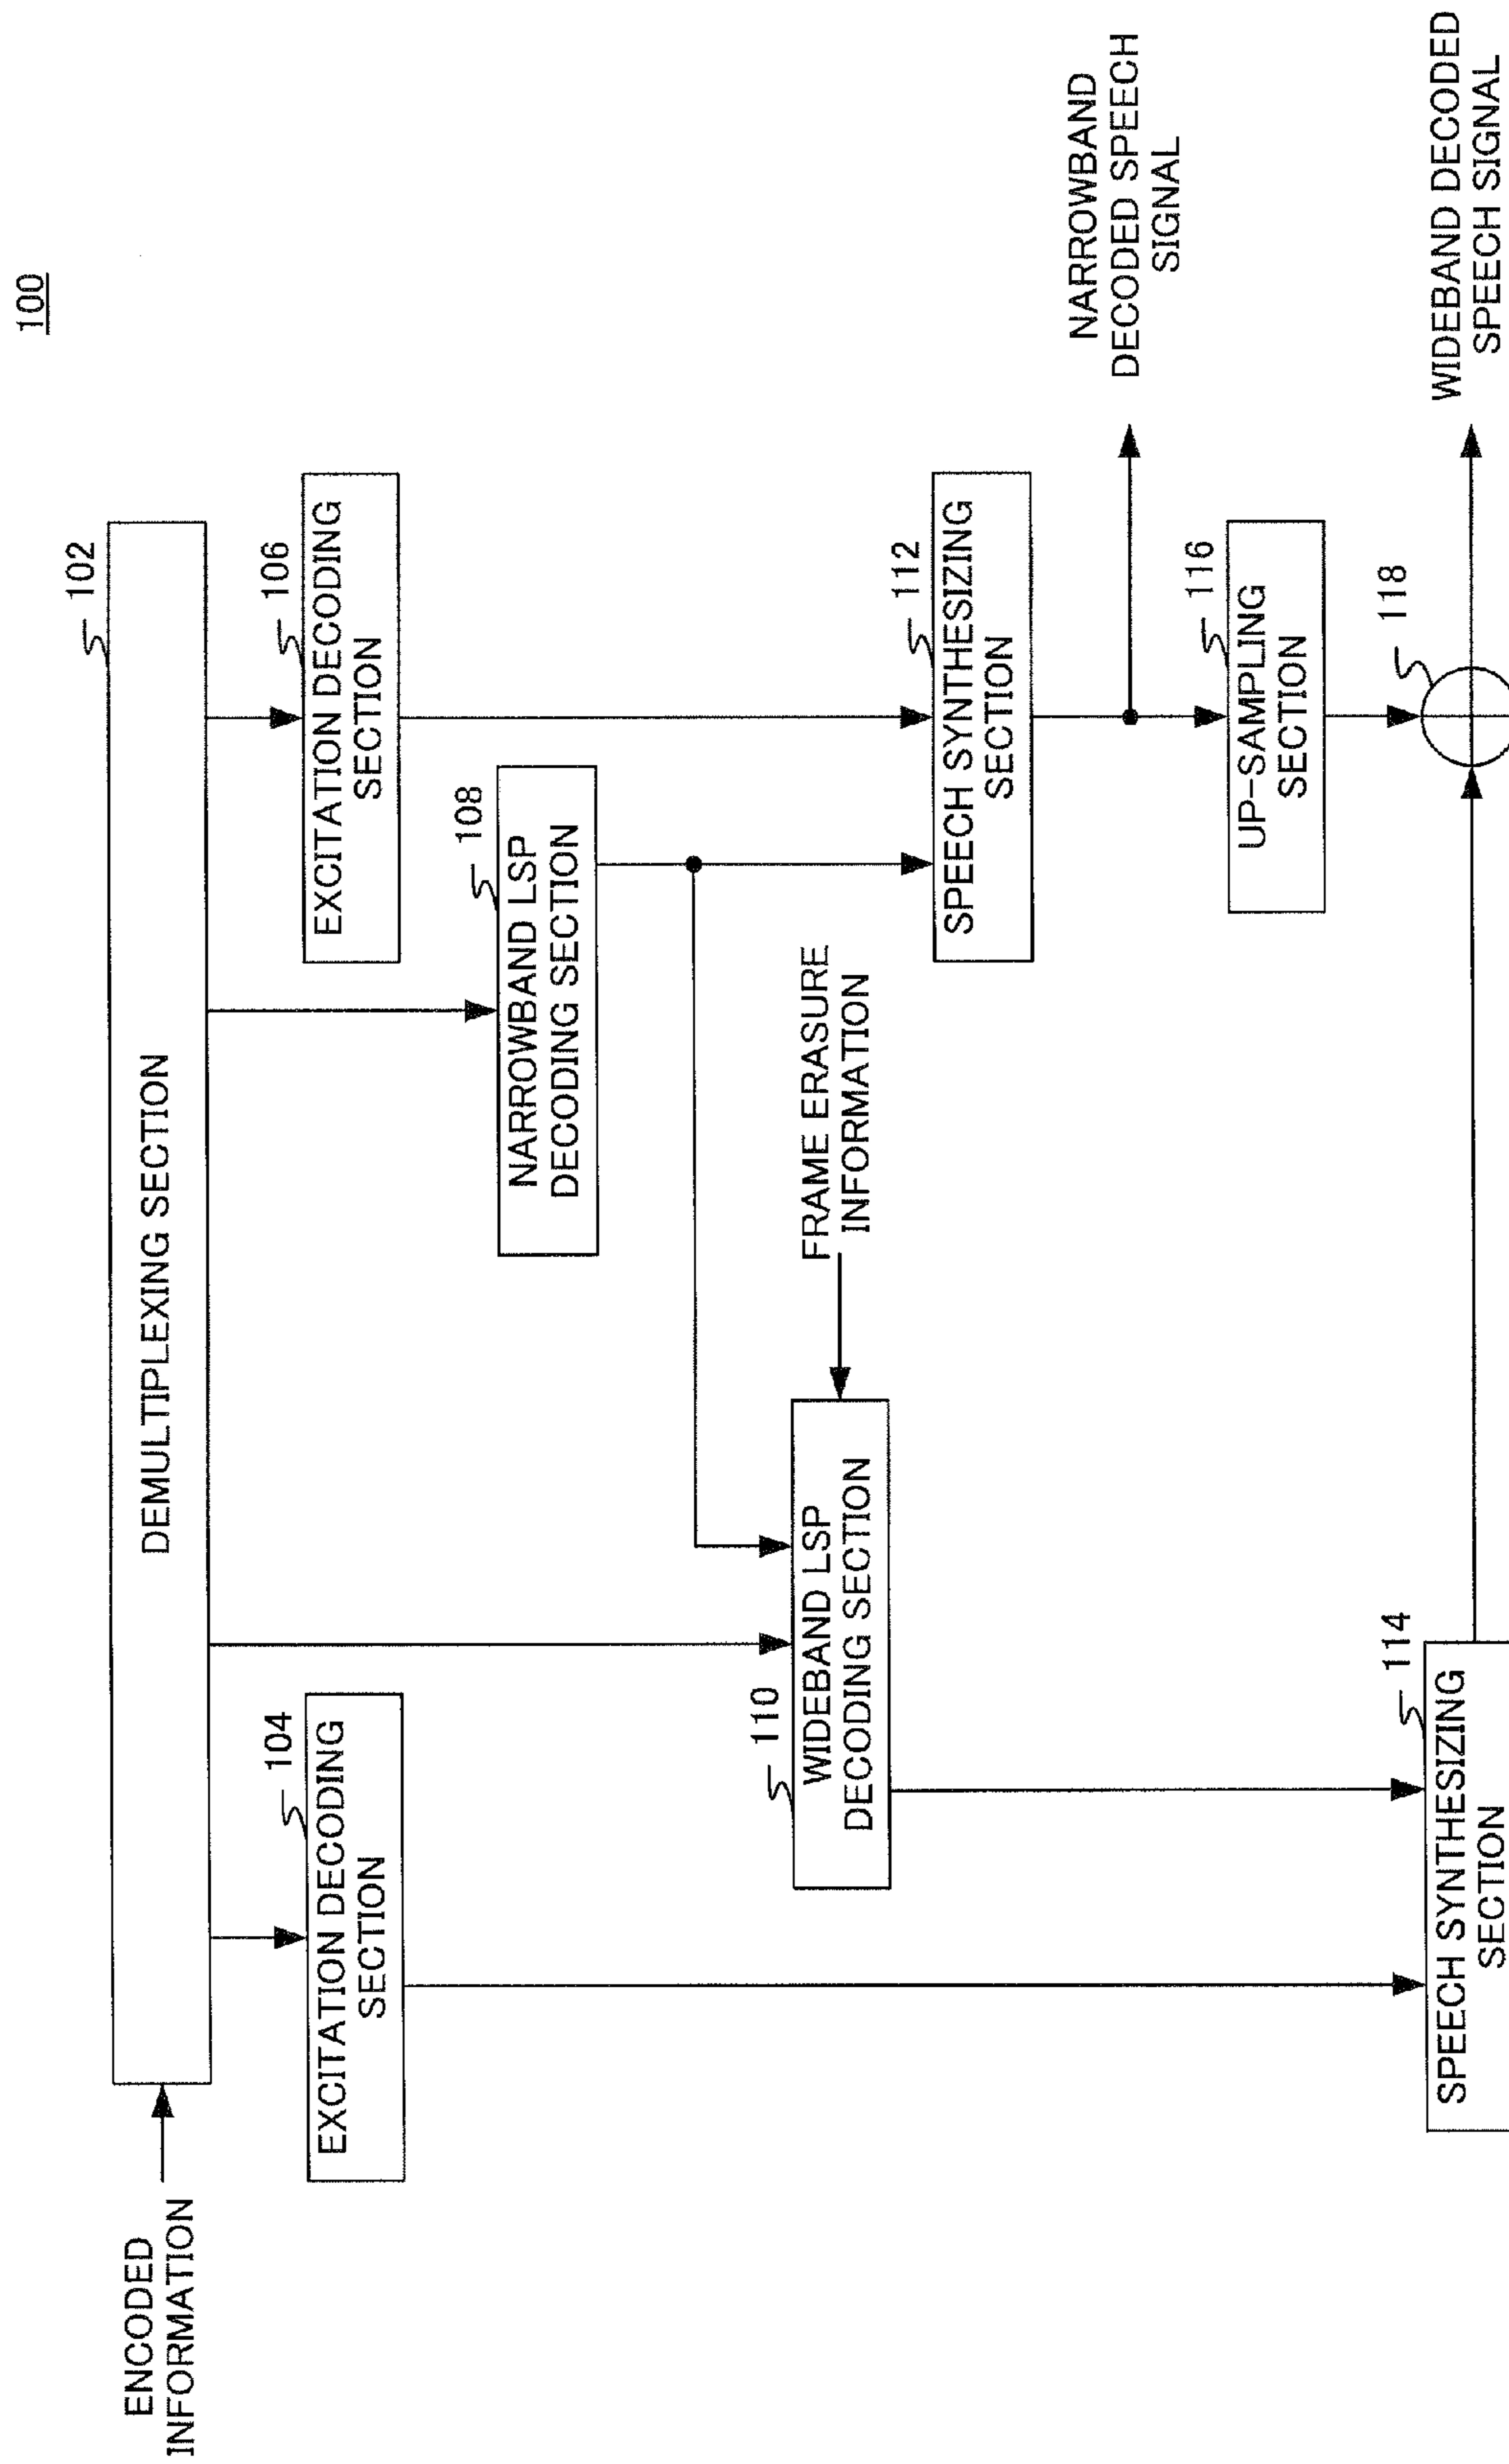 100
ENCODED
INFORMATION
102
DEMULTIPLEXING SECTION
104
EXCITATION DECODING
SECTION
106
EXCITATION DECODING
SECTION
108
NARROWBAND LSP
DECODING SECTION
FRAME ERASURE
INFORMATION
110
WIDEBAND LSP
DECODING SECTION
112
SPEECH SYNTHESIZING
SECTION
NARROWBAND
DECODED SPEECH
SIGNAL
116
UP-SAMPLING
SECTION
114
SPEECH SYNTHESIZING
SECTION
118
WIDEBAND DECODED
SPEECH SIGNAL